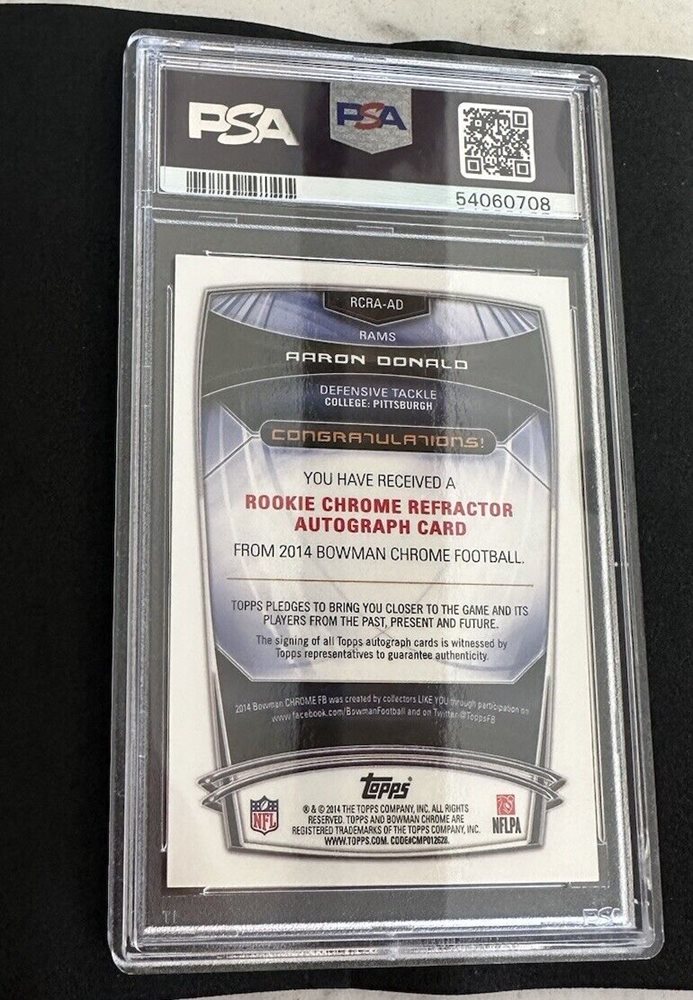 PSA PSA
54060708
RCRA-AD
RAMS
AARON DONALD
DEFENSIVE TACKLE
COLLEGE: PITTSBURGH
CONGRATULATIONS!
YOU HAVE RECEIVED A
ROOKIE CHROME REFRACTOR
AUTOGRAPH CARD
FROM 2014 BOWMAN CHROME FOOTBALL.
TOPPS PLEDGES TO BRING YOU CLOSER TO THE GAME AND ITS
PLAYERS FROM THE PAST, PRESENT AND FUTURE.
The signing of all Topps autograph cards is witnessed by
Topps representatives to guarantee authenticity.
2014 Bowman CHROME FB was created by collectors LIKE YOU through participation on
www.facebook.com/BowmanFootball and on Twitter @ToppsFB
topps
® & © 2014 THE TOPPS COMPANY, INC. ALL RIGHTS
RESERVED. TOPPS AND BOWMAN CHROME ARE
REGISTERED TRADEMARKS OF THE TOPPS COMPANY, INC.
WWW.TOPPS.COM. CODE#CMP012628.
NFL
NFLPA
PSA